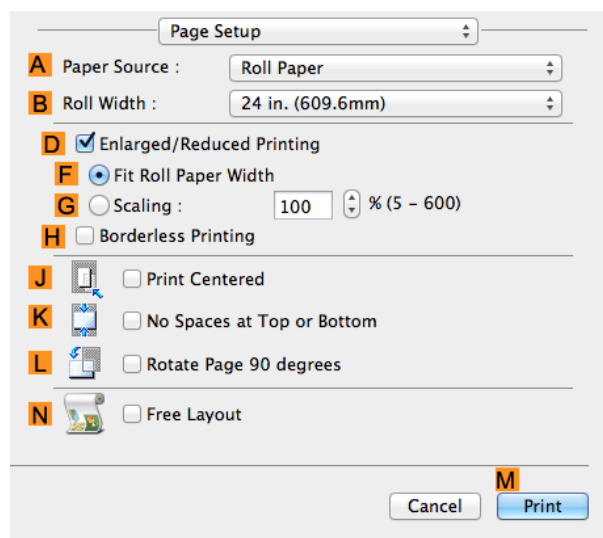 Page Setup
A Paper Source : Roll Paper
B Roll Width : 24 in. (609.6mm)
D Enlarged/Reduced Printing
F Fit Roll Paper Width
G Scaling : 100 % (5 – 600)
H Borderless Printing
J Print Centered
K No Spaces at Top or Bottom
L Rotate Page 90 degrees
N Free Layout
M
Cancel Print